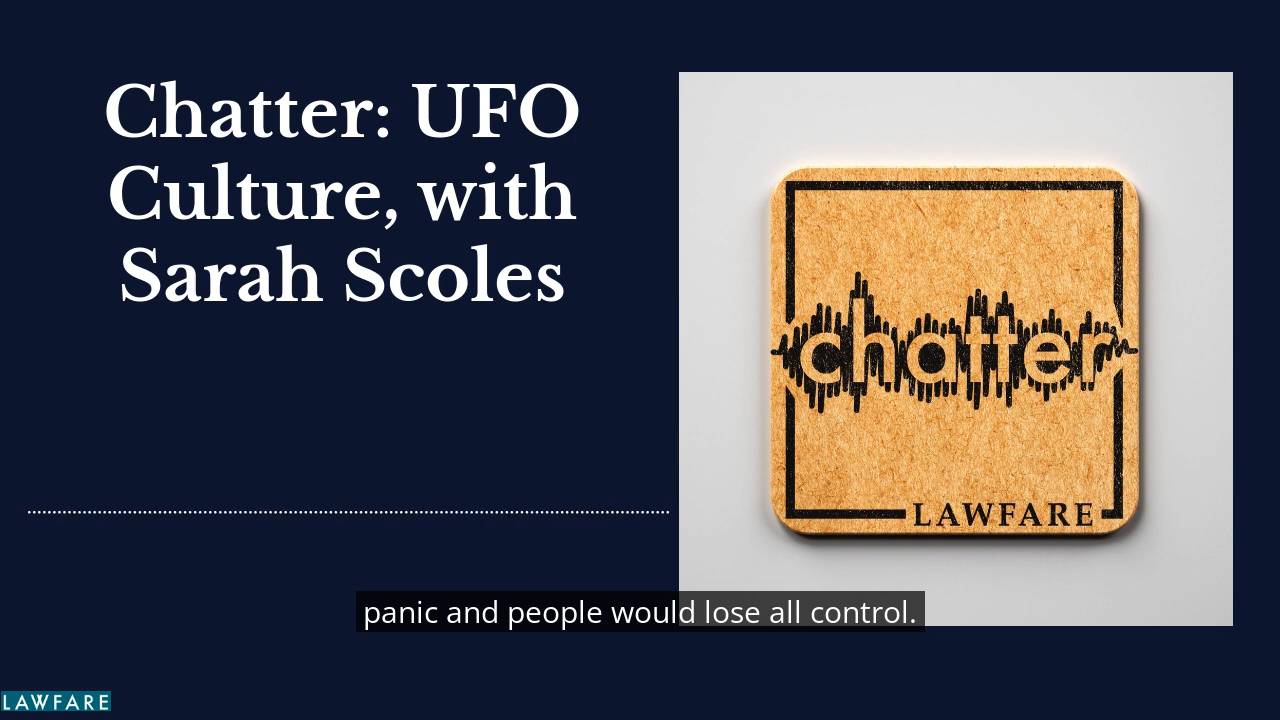 Chatter: UFO
Culture, with
Sarah Scoles
chatter
LAWFARE
panic and people would lose all control.
LAWFARE